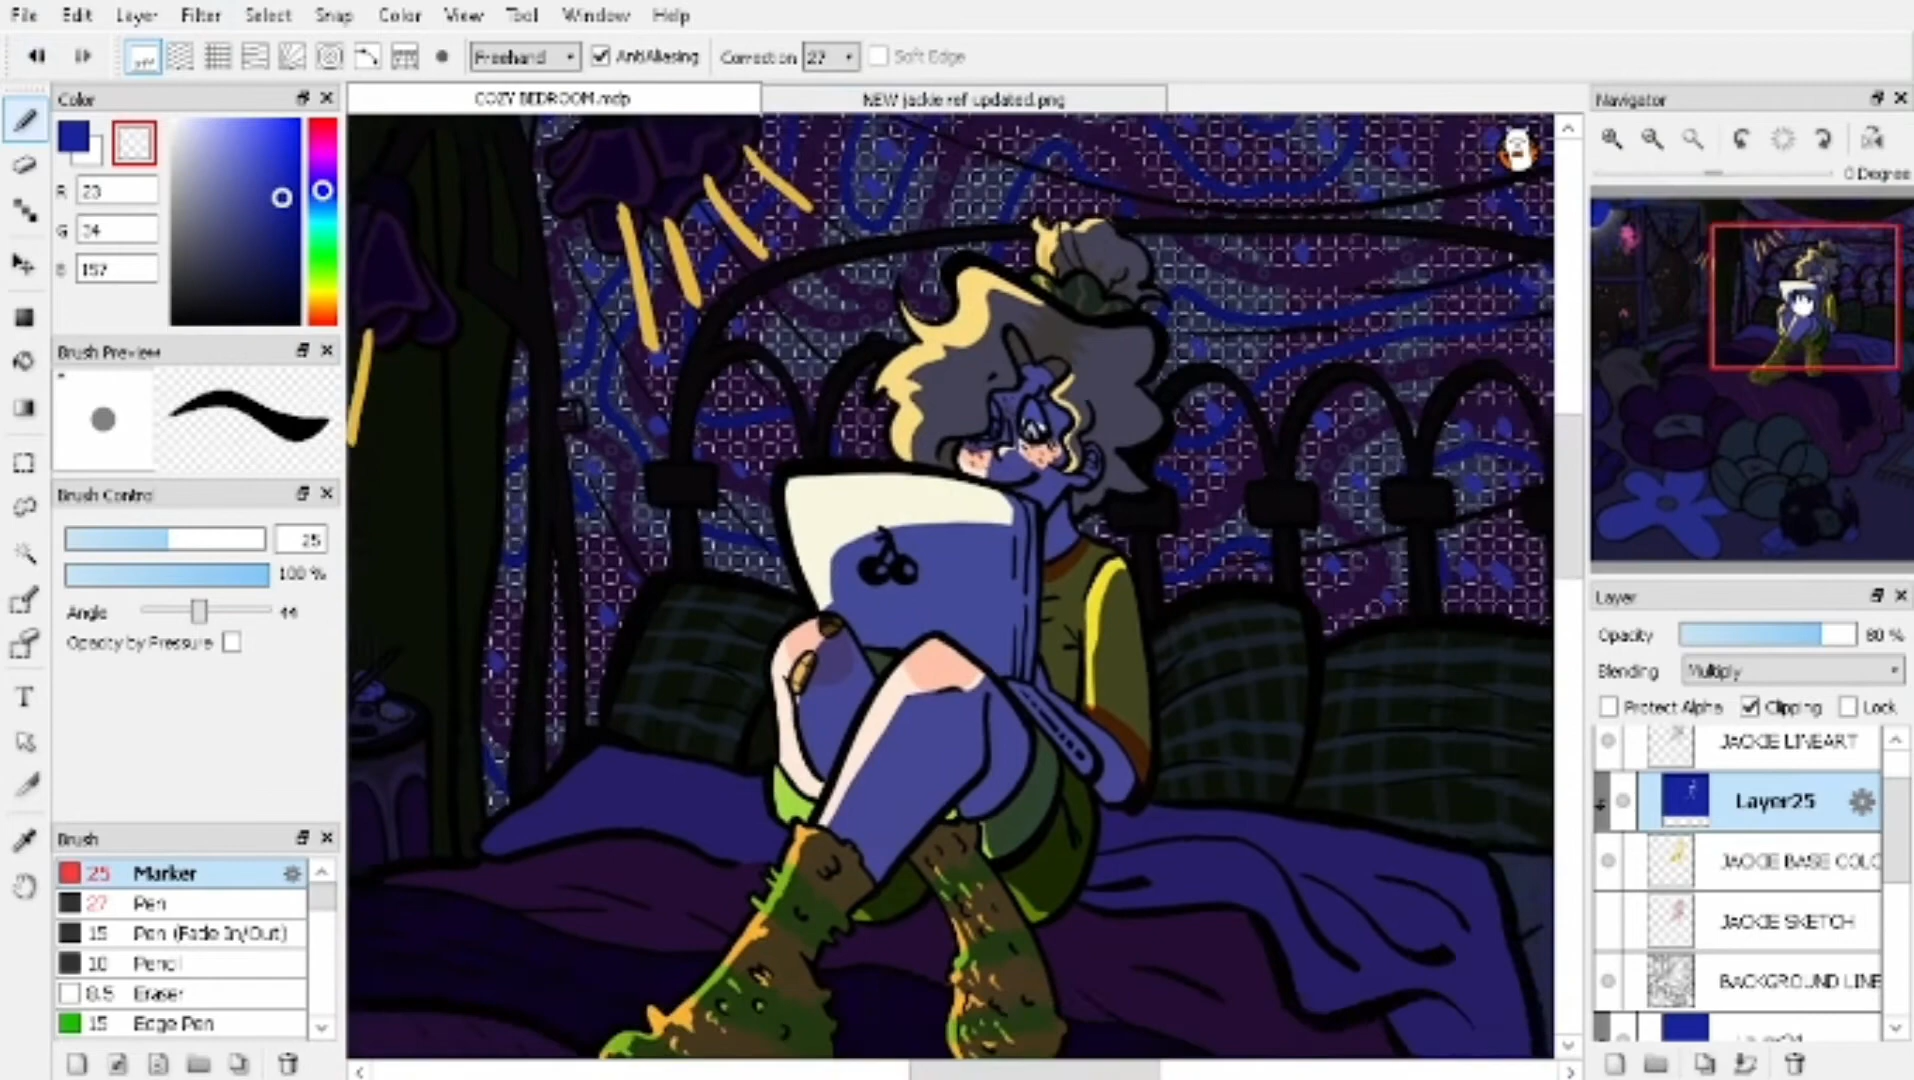 File Edit Layer Filter Select Snap Color View Tool Window Help
Freehand AntiAliasing Correction 27 Soft Edge
Color
COZY BEDROOM.mdp
NEW jackie ref updated.png
Navigator
R 23
G 34
B 157
0 Degree
Brush Preview
Brush Control
25
100 %
Angle 44
Opacity by Pressure
Layer
Opacity 80 %
Blending Multiply
Protect Alpha Clipping Lock
JACKIE LINEART
Layer25
JACKIE BASE COLO
JACKIE SKETCH
BACKGROUND LINE
Brush
25 Marker
27 Pen
15 Pen (Fade In/Out)
10 Pencil
8.5 Eraser
15 Edge Pen
T